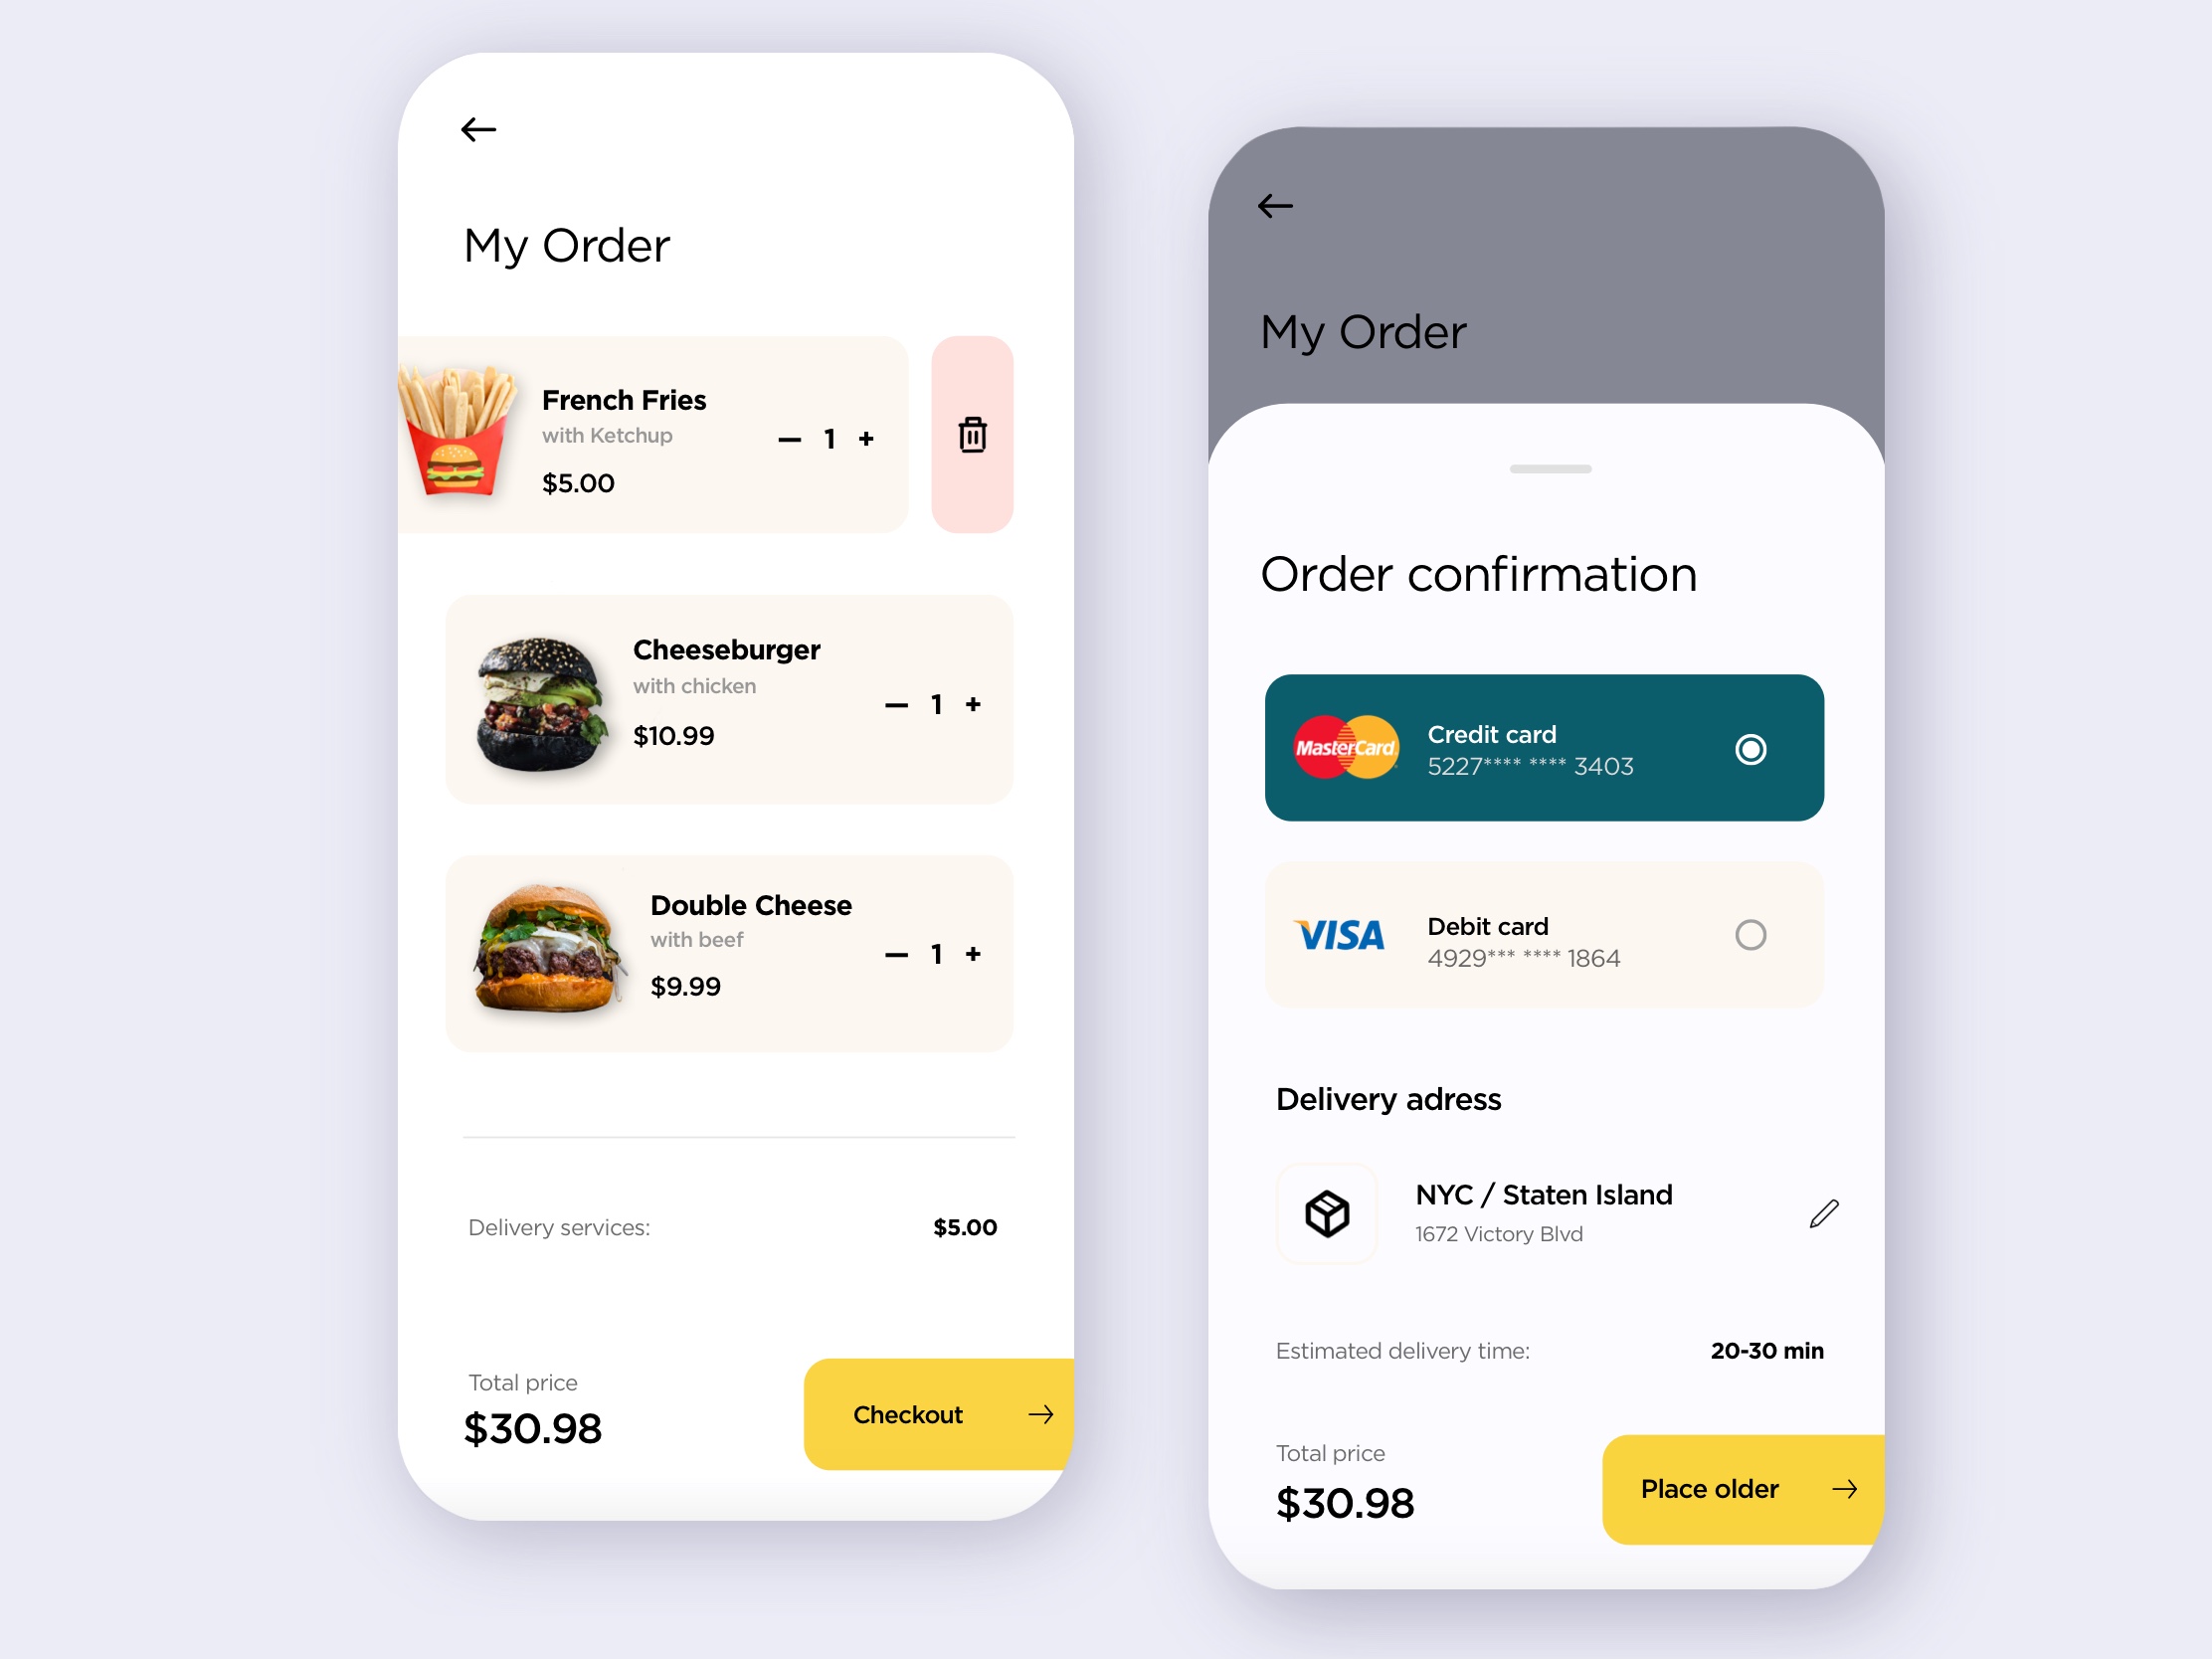 My Order
French Fries
with Ketchup
$5.00
— 1 +
Cheeseburger
with chicken
$10.99
— 1 +
Double Cheese
with beef
$9.99
— 1 +
Delivery services: $5.00
Total price
$30.98
Checkout
My Order
Order confirmation
MasterCard
Credit card
5227**** **** 3403
VISA
Debit card
4929*** **** 1864
Delivery adress
NYC / Staten Island
1672 Victory Blvd
Estimated delivery time: 20-30 min
Total price
$30.98
Place older